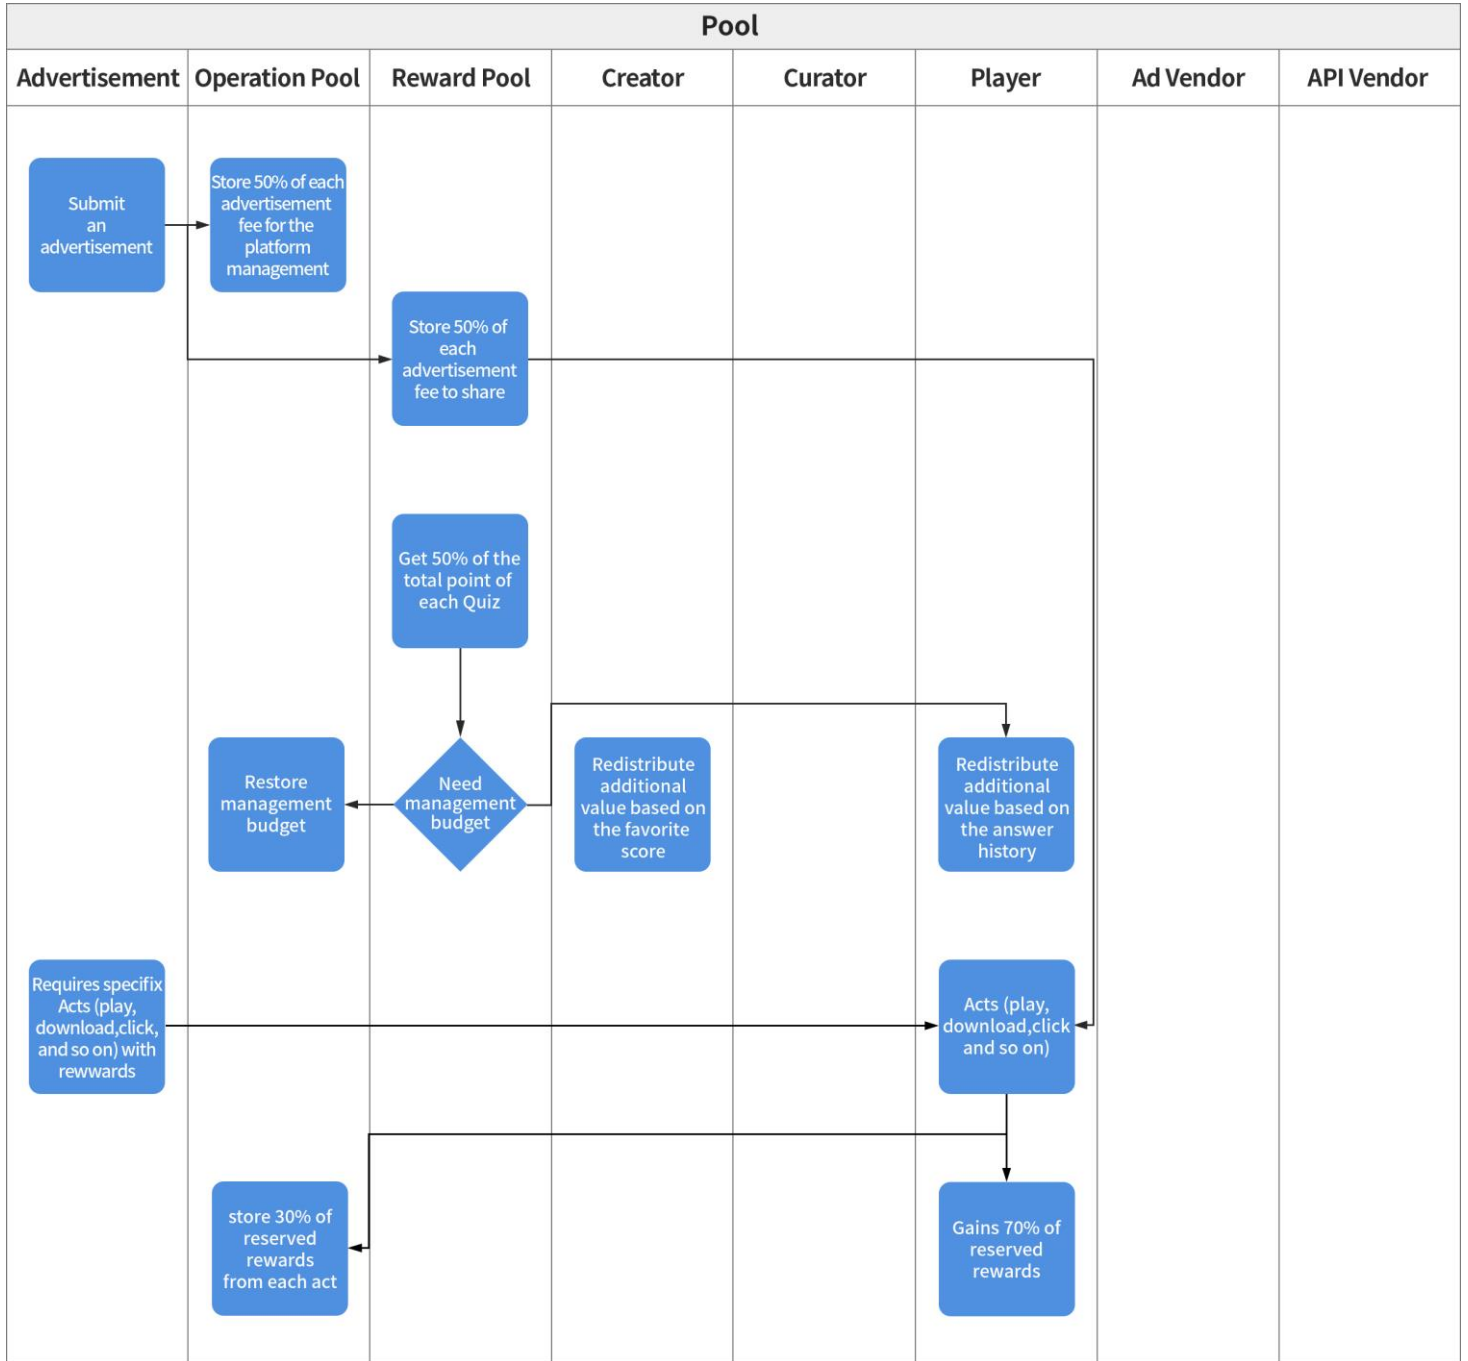 Pool
Advertisement
Operation Pool
Reward Pool
Creator
Curator
Player
Ad Vendor
API Vendor
Submit
an
advertisement
Store 50% of each
advertisement
fee for the
platform
management
Store 50% of
each
advertisement
fee to share
Get 50% of the
total point of
each Quiz
Restore
management
budget
Need
management
budget
Redistribute
additional
value based on
the favorite
score
Redistribute
additional
value based on
the answer
history
Requires specifix
Acts (play,
download,click,
and so on) with
rewwards
Acts (play,
download,click
and so on)
store 30% of
reserved
rewards
from each act
Gains 70% of
reserved
rewards